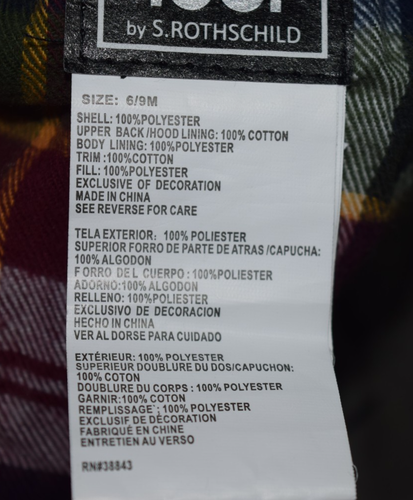 by S.ROTHSCHILD
SIZE: 6/9M
SHELL: 100%POLYESTER
UPPER BACK/HOOD LINING: 100% COTTON
BODY LINING: 100%POLYESTER
TRIM:100%COTTON
FILL: 100%POLYESTER
EXCLUSIVE OF DECORATION
MADE IN CHINA
SEE REVERSE FOR CARE
TELA EXTERIOR: 100% POLIESTER
SUPERIOR FORRO DE PARTE DE ATRAS /CAPUCHA:
100% ALGODON
FORRO DEL CUERPO :100%POLIESTER
ADORNO:100% ALGODON
RELLENO: 100%POLIESTER
EXCLUSIVO DE DECORACION
HECHO IN CHINA
VER AL DORSE PARA CUIDADO
EXTÉRIEUR: 100% POLYESTER
SUPERIEUR DOUBLURE DU DOS/CAPUCHON:
100% COTON
DOUBLURE DU CORPS : 100% POLYESTER
GARNIR:100% COTON
REMPLISSAGE : 100% POLYESTER
EXCLUSIF DE DÉCORATION
FABRIQUÉ EN CHINE
ENTRETIEN AU VERSO
RN#38843